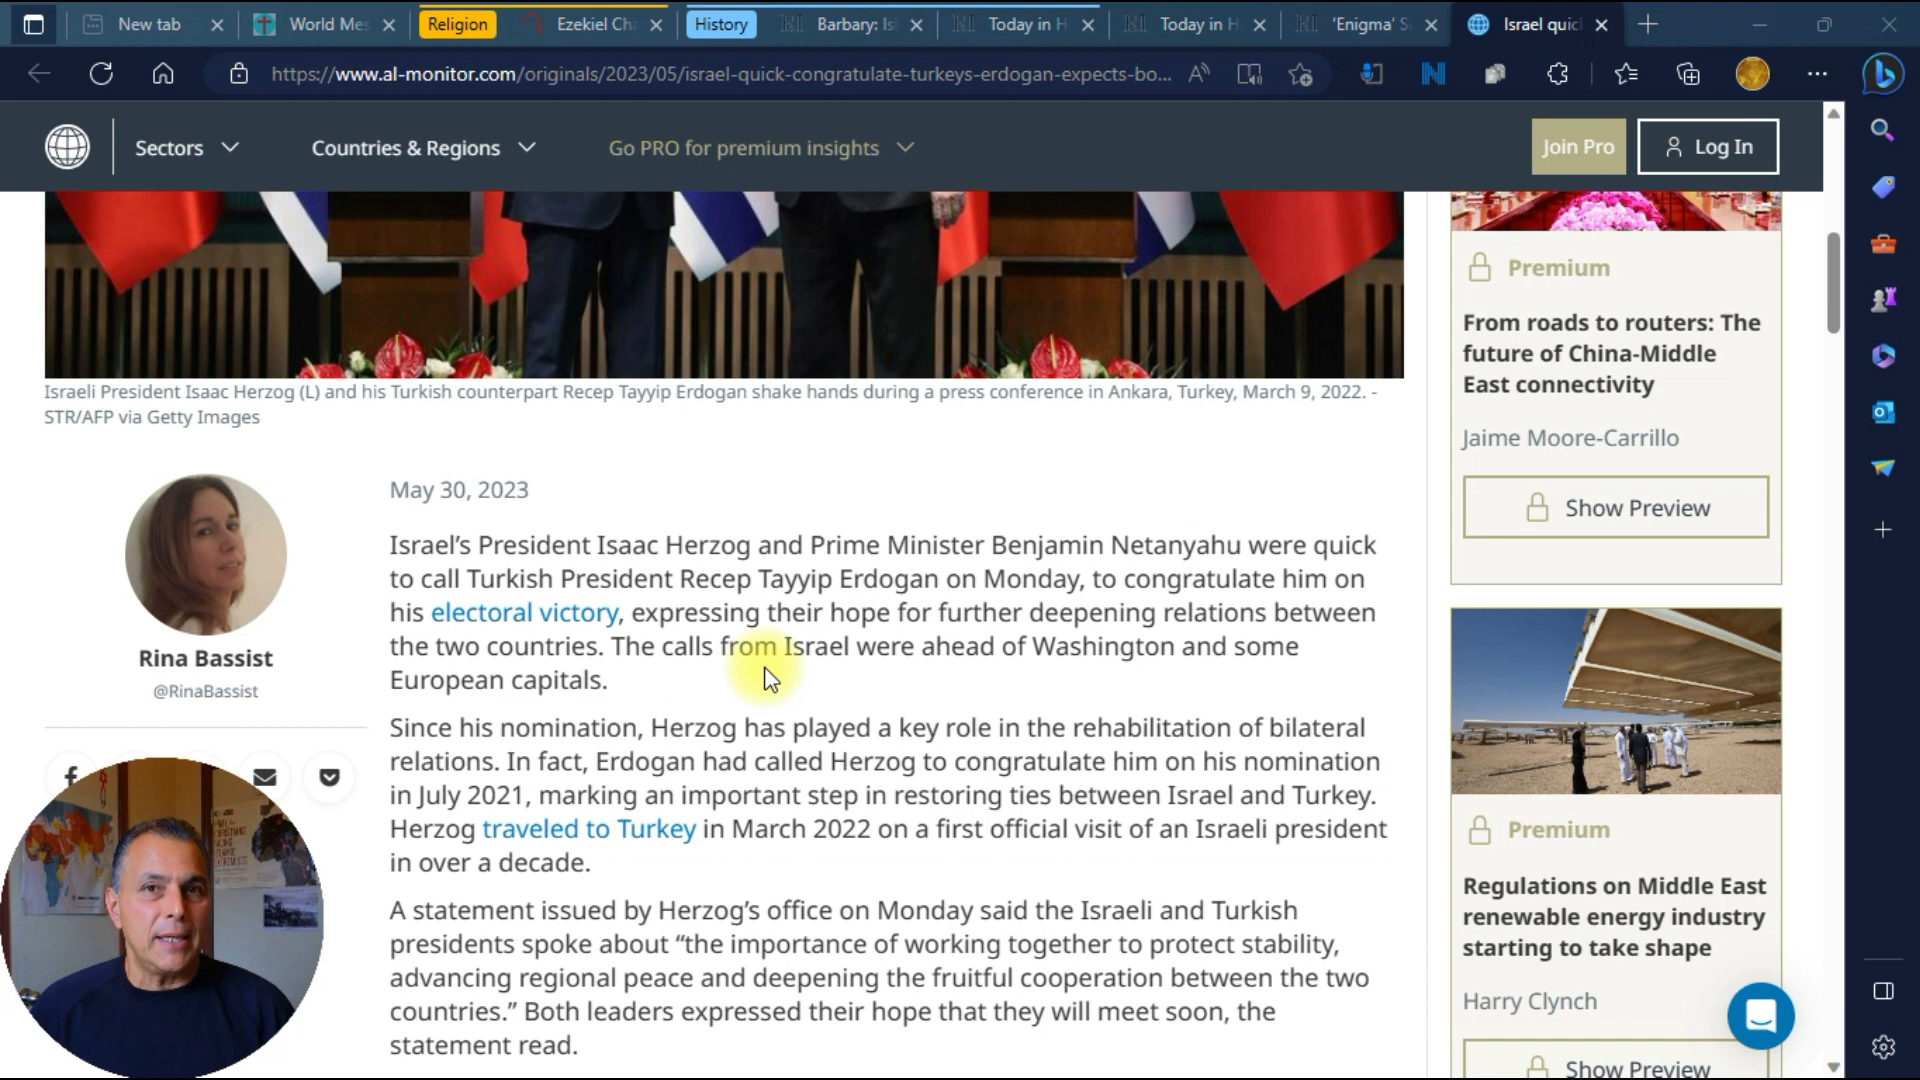 New tab
World Mes
Religion
Ezekiel Cha
History
Barbary: Isl
Today in H
Today in H
'Enigma' S
Israel quic
https://www.al-monitor.com/originals/2023/05/israel-quick-congratulate-turkeys-erdogan-expects-bo...
Sectors
Countries & Regions
Go PRO for premium insights
Join Pro
Log In
Israeli President Isaac Herzog (L) and his Turkish counterpart Recep Tayyip Erdogan shake hands during a press conference in Ankara, Turkey, March 9, 2022. -
STR/AFP via Getty Images
Rina Bassist
@RinaBassist
May 30, 2023
Israel’s President Isaac Herzog and Prime Minister Benjamin Netanyahu were quick
to call Turkish President Recep Tayyip Erdogan on Monday, to congratulate him on
his electoral victory, expressing their hope for further deepening relations between
the two countries. The calls from Israel were ahead of Washington and some
European capitals.
Since his nomination, Herzog has played a key role in the rehabilitation of bilateral
relations. In fact, Erdogan had called Herzog to congratulate him on his nomination
in July 2021, marking an important step in restoring ties between Israel and Turkey.
Herzog traveled to Turkey in March 2022 on a first official visit of an Israeli president
in over a decade.
A statement issued by Herzog’s office on Monday said the Israeli and Turkish
presidents spoke about “the importance of working together to protect stability,
advancing regional peace and deepening the fruitful cooperation between the two
countries.” Both leaders expressed their hope that they will meet soon, the
statement read.
Premium
From roads to routers: The
future of China-Middle
East connectivity
Jaime Moore-Carrillo
Show Preview
Premium
Regulations on Middle East
renewable energy industry
starting to take shape
Harry Clynch
Show Preview